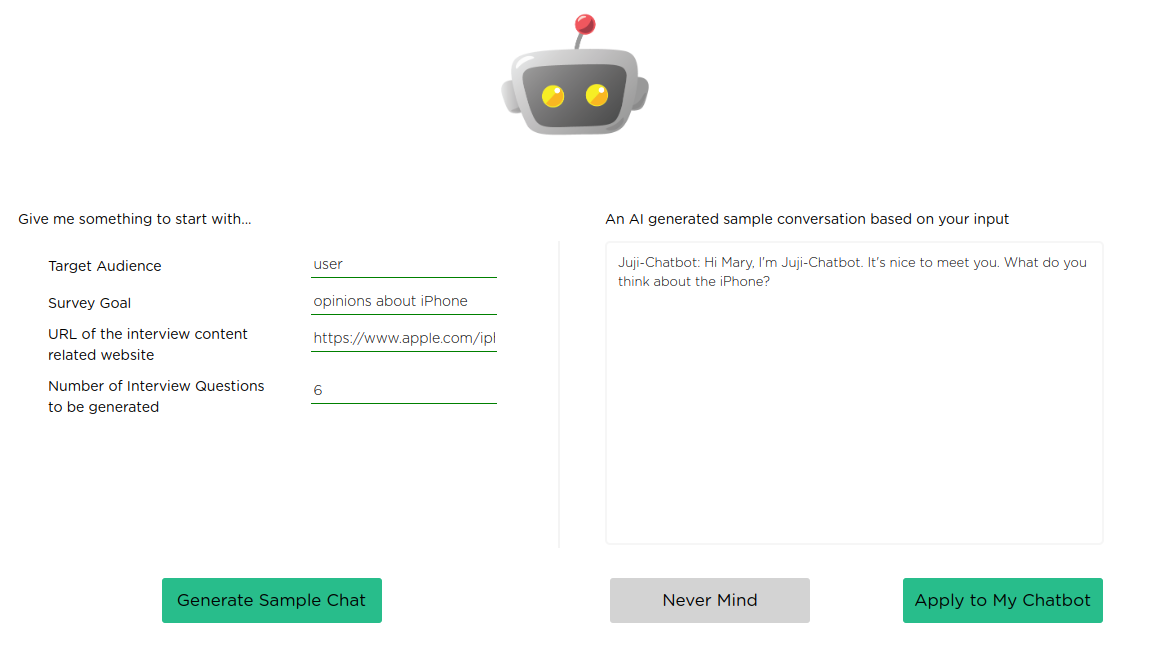 Give me something to start with...
Target Audience
user
Survey Goal
opinions about iPhone
URL of the interview content
related website
https://www.apple.com/ipl
Number of Interview Questions
to be generated
6
Generate Sample Chat
An AI generated sample conversation based on your input
Juji-Chatbot: Hi Mary, I'm Juji-Chatbot. It's nice to meet you. What do you
think about the iPhone?
Never Mind
Apply to My Chatbot